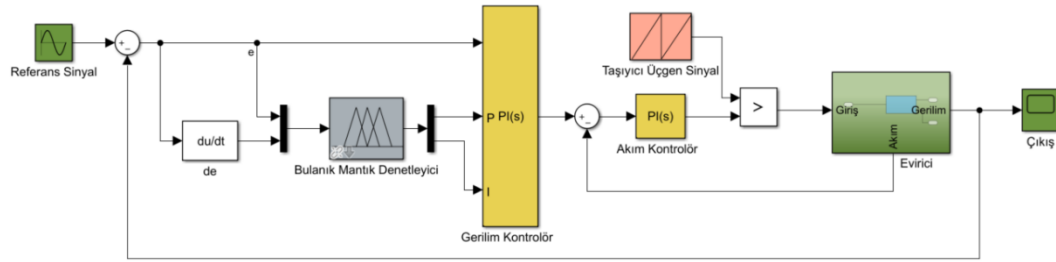 Referans Sinyal
+
−
e
du/dt
de
Bulanık Mantık Denetleyici
P
PI(s)
I
Gerilim Kontrolör
+
−
Taşıyıcı Üçgen Sinyal
PI(s)
Akım Kontrolör
>
Giriş
Gerilim
Akım
Evirici
Çıkış